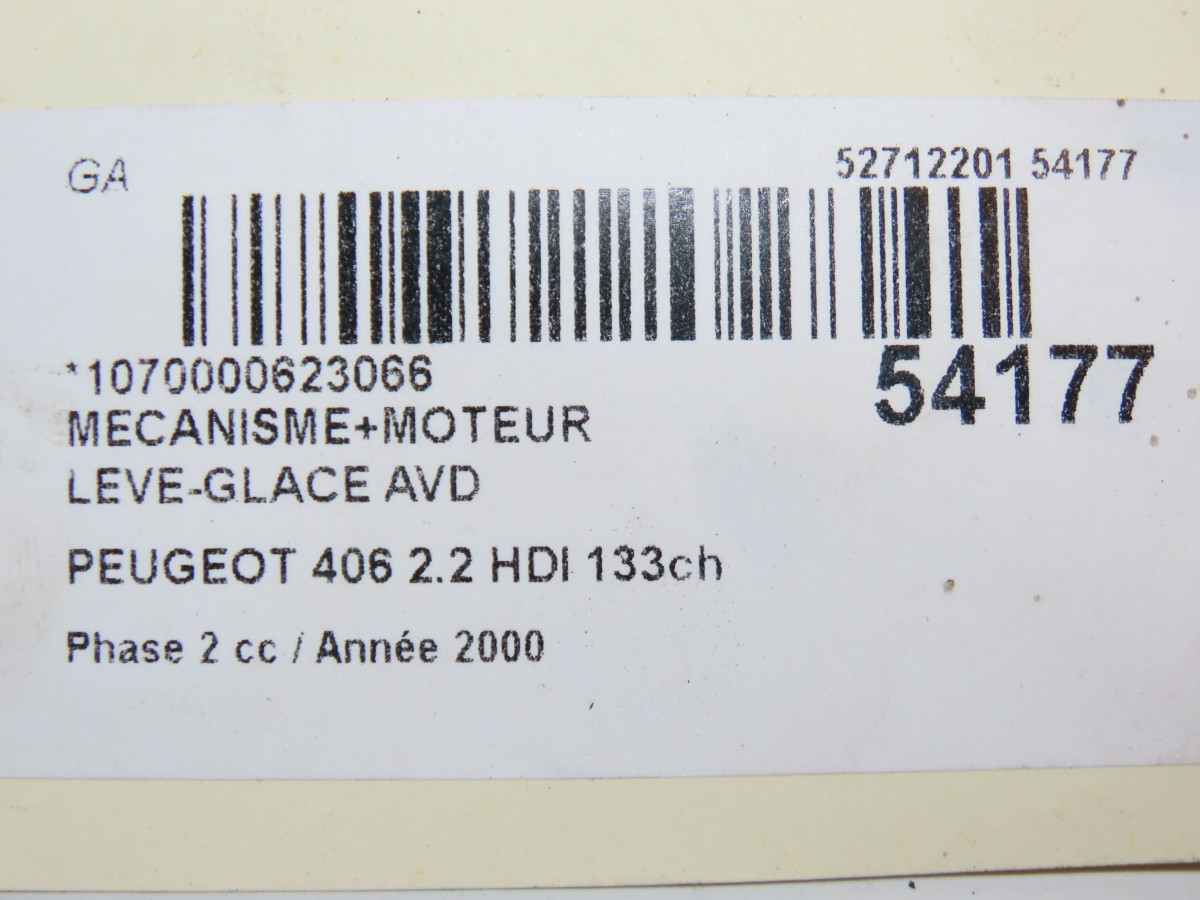 GA
52712201 54177
*1070000623066
54177
MECANISME+MOTEUR
LEVE-GLACE AVD
PEUGEOT 406 2.2 HDI 133ch
Phase 2 cc / Année 2000